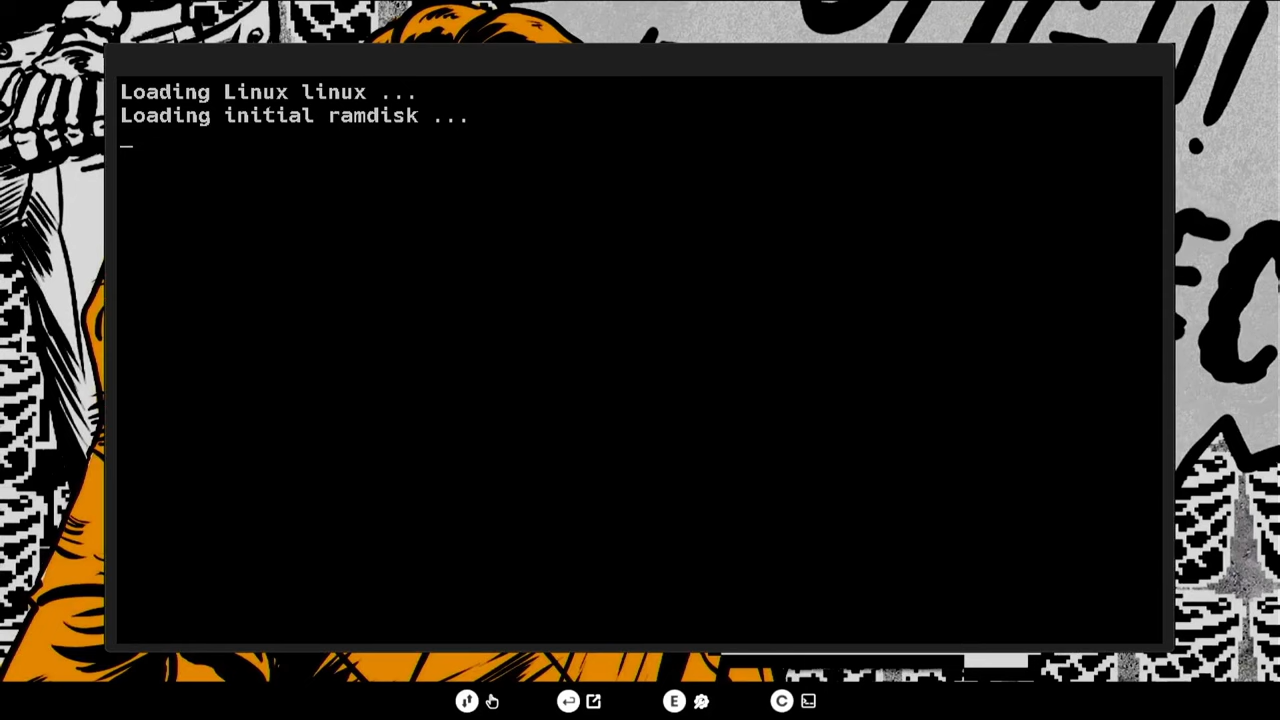 Loading Linux linux ...
Loading initial ramdisk ...
E
C